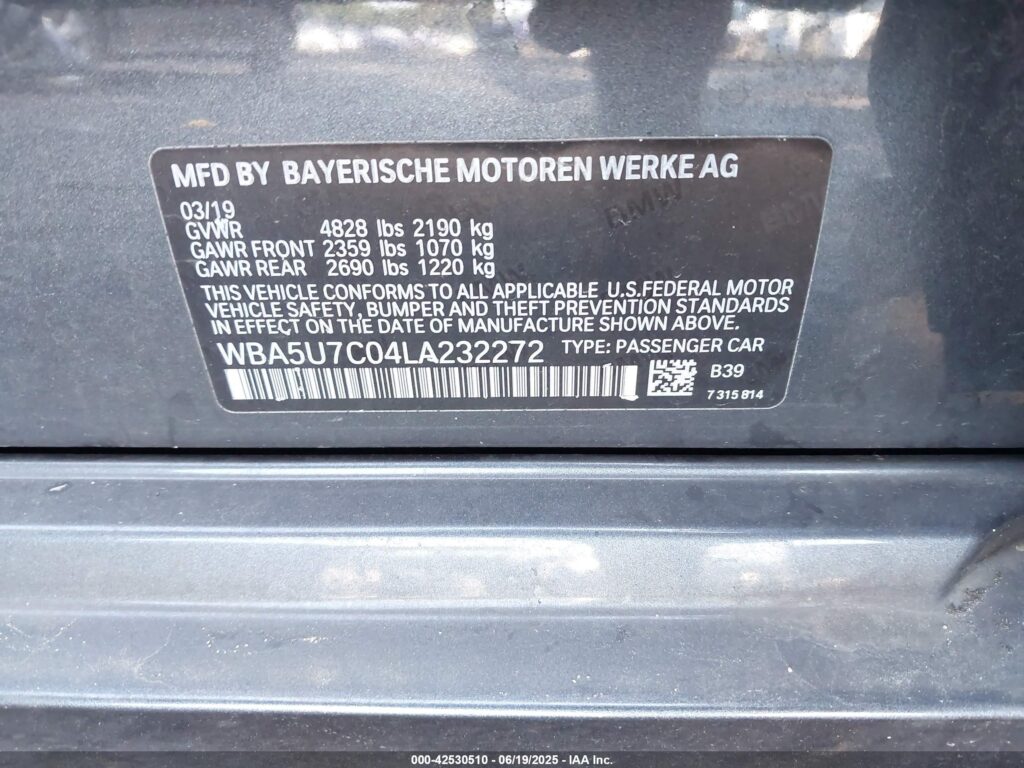 MFD BY BAYERISCHE MOTOREN WERKE AG
03/19
GVWR 4828 lbs 2190 kg
GAWR FRONT 2359 lbs 1070 kg
GAWR REAR 2690 lbs 1220 kg
THIS VEHICLE CONFORMS TO ALL APPLICABLE U.S.FEDERAL MOTOR
VEHICLE SAFETY, BUMPER AND THEFT PREVENTION STANDARDS
IN EFFECT ON THE DATE OF MANUFACTURE SHOWN ABOVE.
WBA5U7C04LA232272 TYPE: PASSENGER CAR
B39
7 315 814
BMW
000-42530510 - 06/19/2025 - IAA Inc.